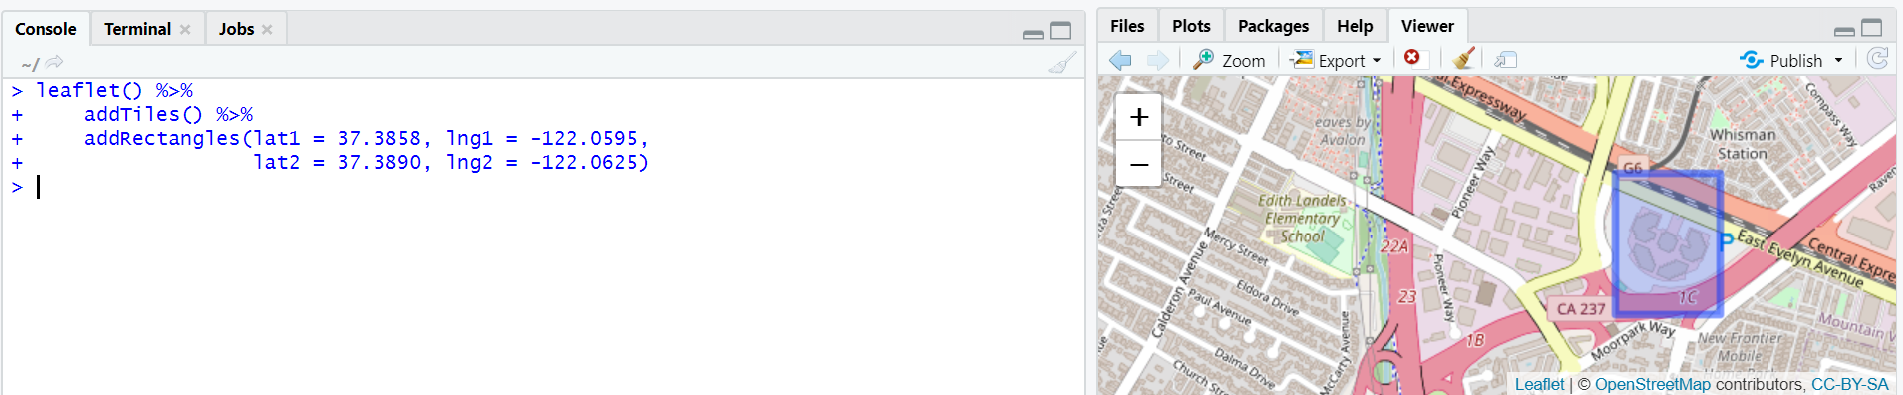 Console Terminal Jobs
~/
> leaflet() %>%
+     addTiles() %>%
+     addRectangles(lat1 = 37.3858, lng1 = -122.0595,
+                   lat2 = 37.3890, lng2 = -122.0625)
>
Files Plots Packages Help Viewer
Zoom Export Publish
+
−
eaves by
Avalon
Street
Street
Edith Landels
Elementary
School
Mercy Street
Calderon Avenue
Eldora Drive
Paul Avenue
Dalma Drive
Church Street
McCarty Avenue
22A
23
Pioneer Way
Pioneer Way
1B
CA 237
Expressway
G6
Whisman
Station
Compass Way
P
East Evelyn Avenue
Central Expre
1C
Moorpark Way
New Frontier
Mobile
Mountain V
Leaflet | © OpenStreetMap contributors, CC-BY-SA